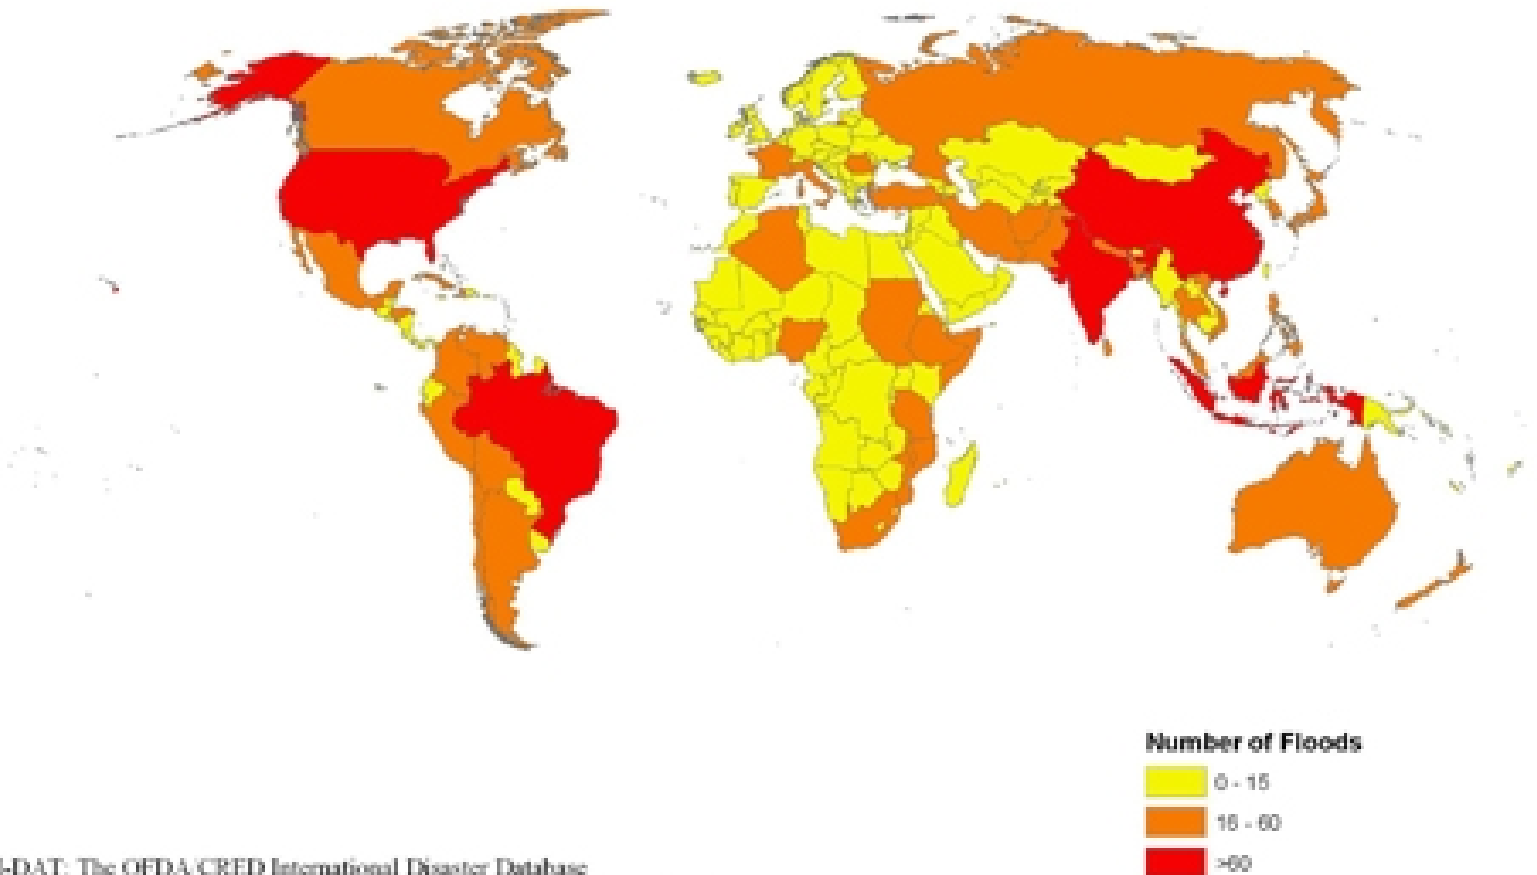 Number of Floods
0 - 15
16 - 60
>60
-DAT: The OFDA/CRED International Disaster Database